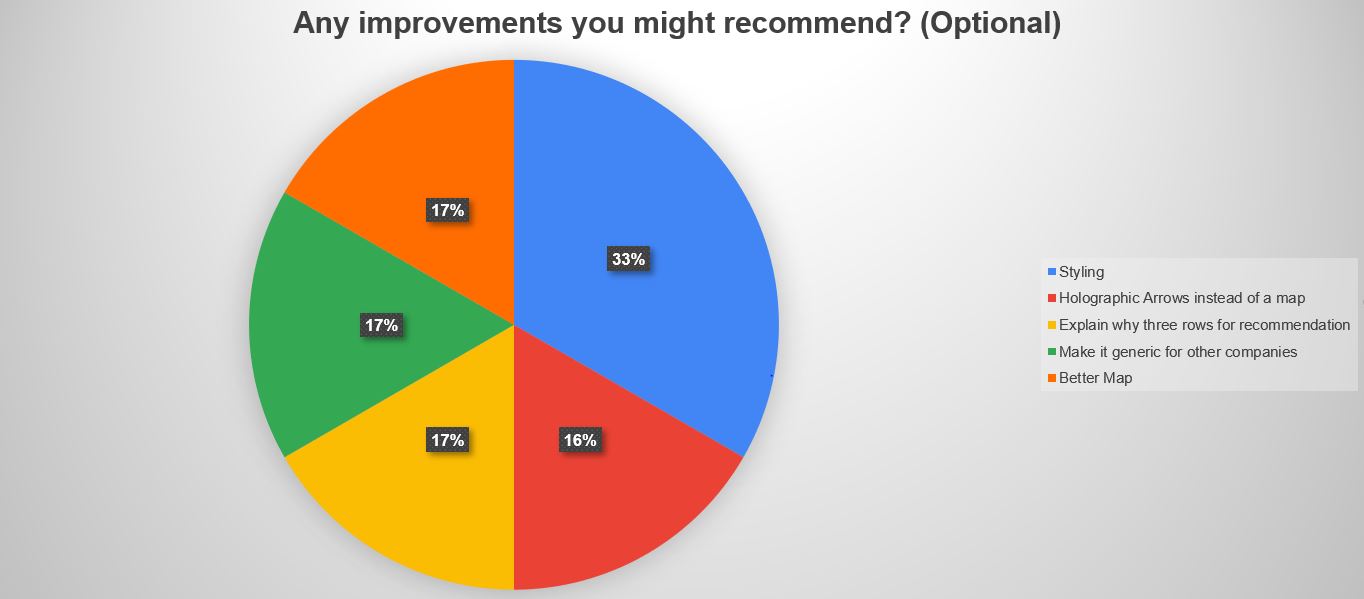 Any improvements you might recommend? (Optional)
17%
33%
17%
17%
16%
Styling
Holographic Arrows instead of a map
Explain why three rows for recommendation
Make it generic for other companies
Better Map